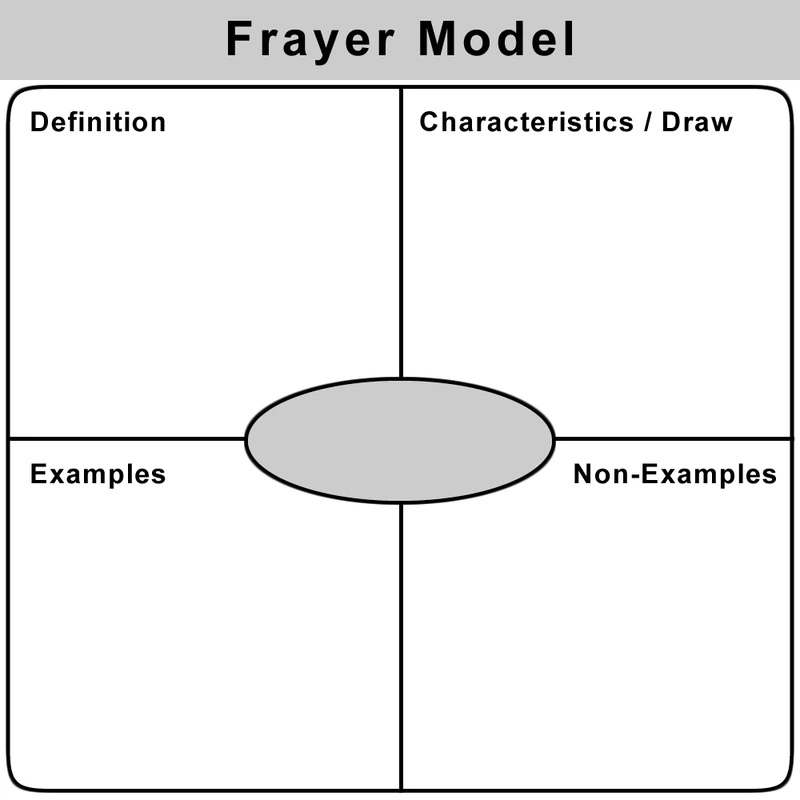 Frayer Model
Definition
Characteristics / Draw
Examples
Non-Examples